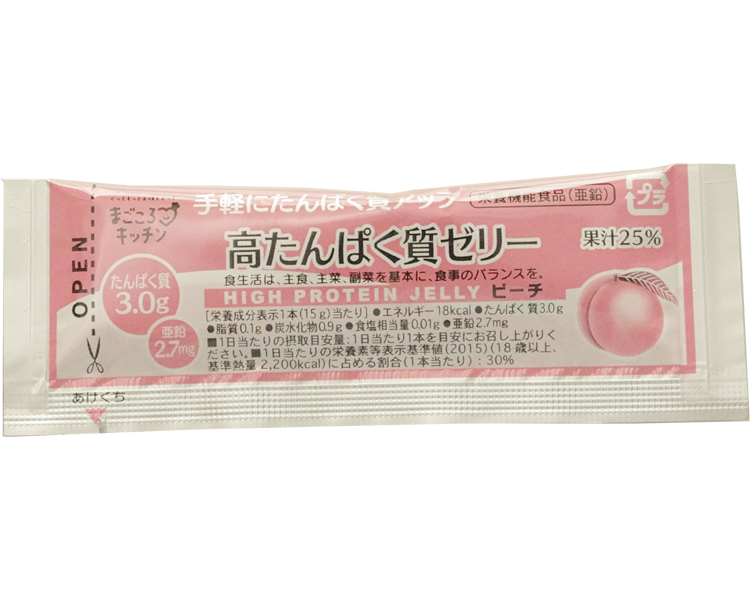 手軽にたんぱく質アップ
栄養機能食品(亜鉛)
プラ
まごころ
キッチン
高たんぱく質ゼリー
果汁25%
食生活は、主食、主菜、副菜を基本に、食事のバランスを。
HIGH PROTEIN JELLY ピーチ
OPEN
たんぱく質
3.0g
亜鉛
2.7mg
[栄養成分表示1本(15g)当たり]●エネルギー18kcal●たんぱく質3.0g
●脂質0.1g●炭水化物0.9g●食塩相当量0.01g●亜鉛2.7mg
■1日当たりの摂取目安量:1日当たり1本を目安にお召し上がりく
ださい。■1日当たりの栄養素等表示基準値(2015)(18歳以上、
基準熱量2,200kcal)に占める割合(1本当たり):30%
あけくち